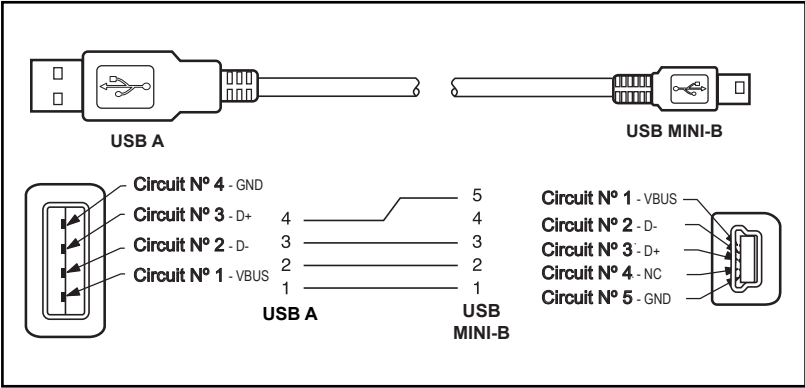 USB A
USB MINI-B
Circuit Nº 4 - GND
Circuit Nº 3 - D+
Circuit Nº 2 - D-
Circuit Nº 1 - VBUS
4
3
2
1
USB A
5
4
3
2
1
USB
MINI-B
Circuit Nº 1 - VBUS
Circuit Nº 2 - D-
Circuit Nº 3 - D+
Circuit Nº 4 - NC
Circuit Nº 5 - GND